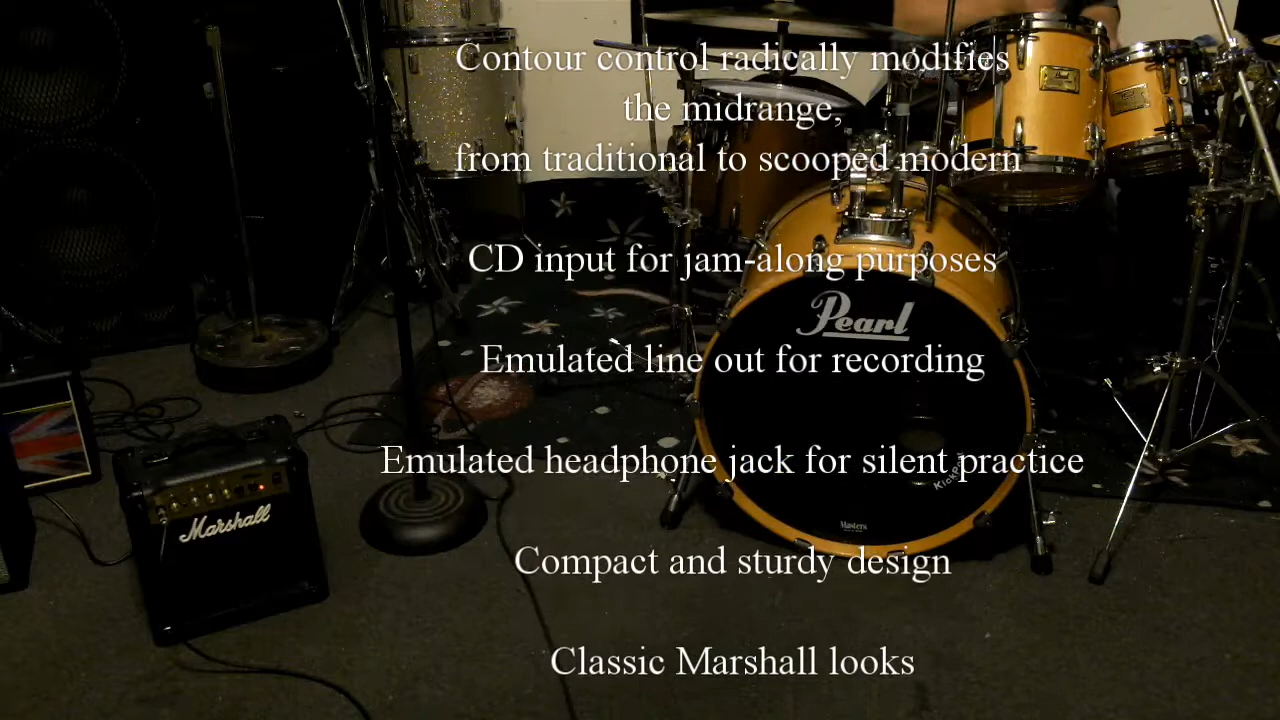 Contour control radically modifies
the midrange,
from traditional to scooped modern
CD input for jam-along purposes
Pearl
Emulated line out for recording
Emulated headphone jack for silent practice
Marshall
Masters
Compact and sturdy design
Classic Marshall looks